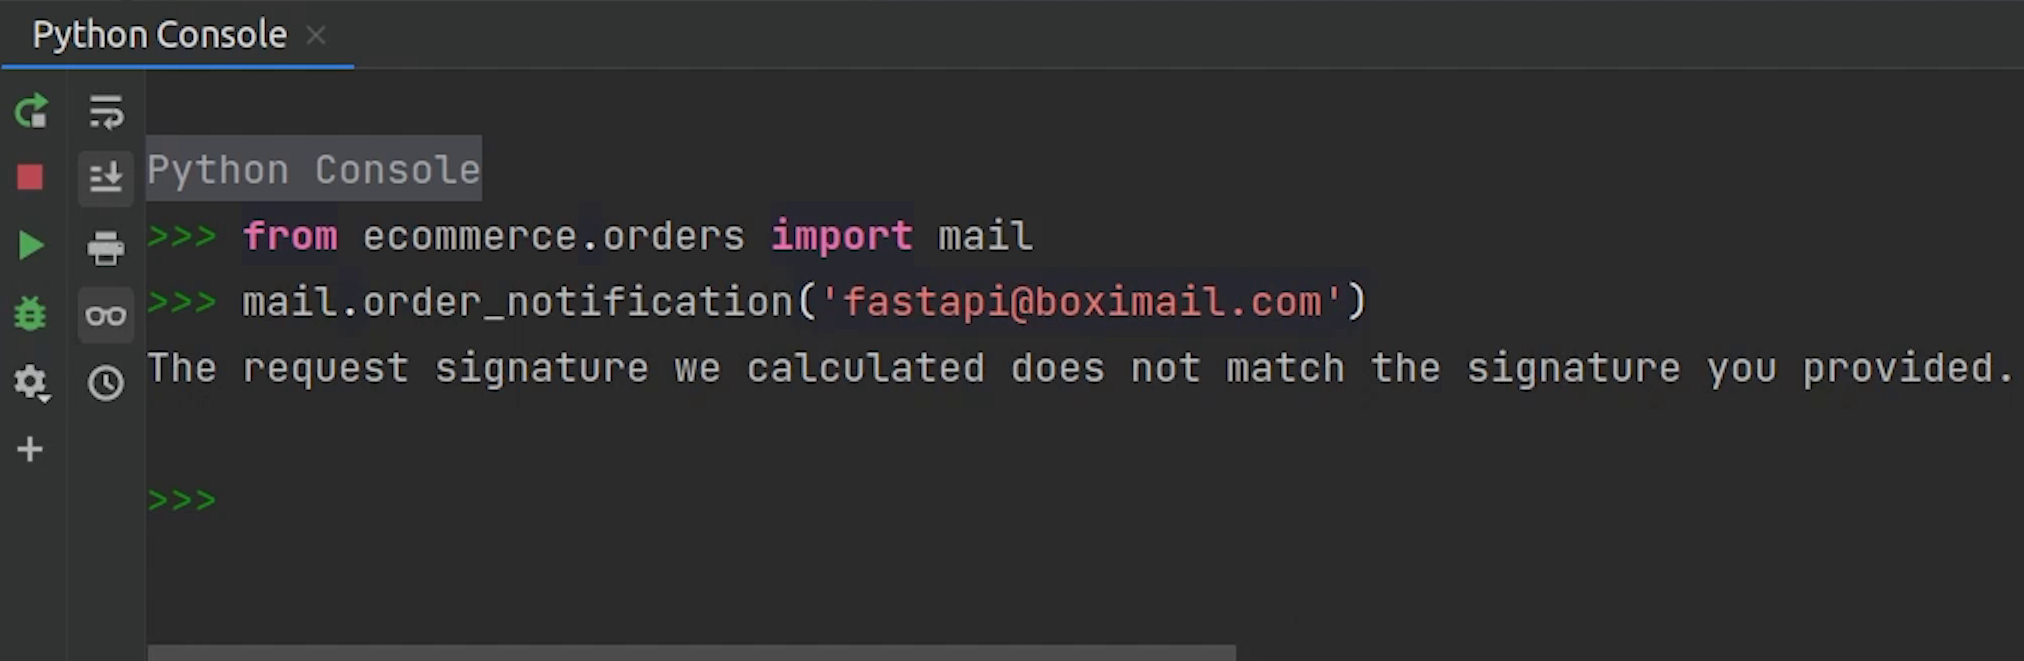 Python Console
Python Console
>>> from ecommerce.orders import mail
>>> mail.order_notification('fastapi@boximail.com')
The request signature we calculated does not match the signature you provided.
>>>